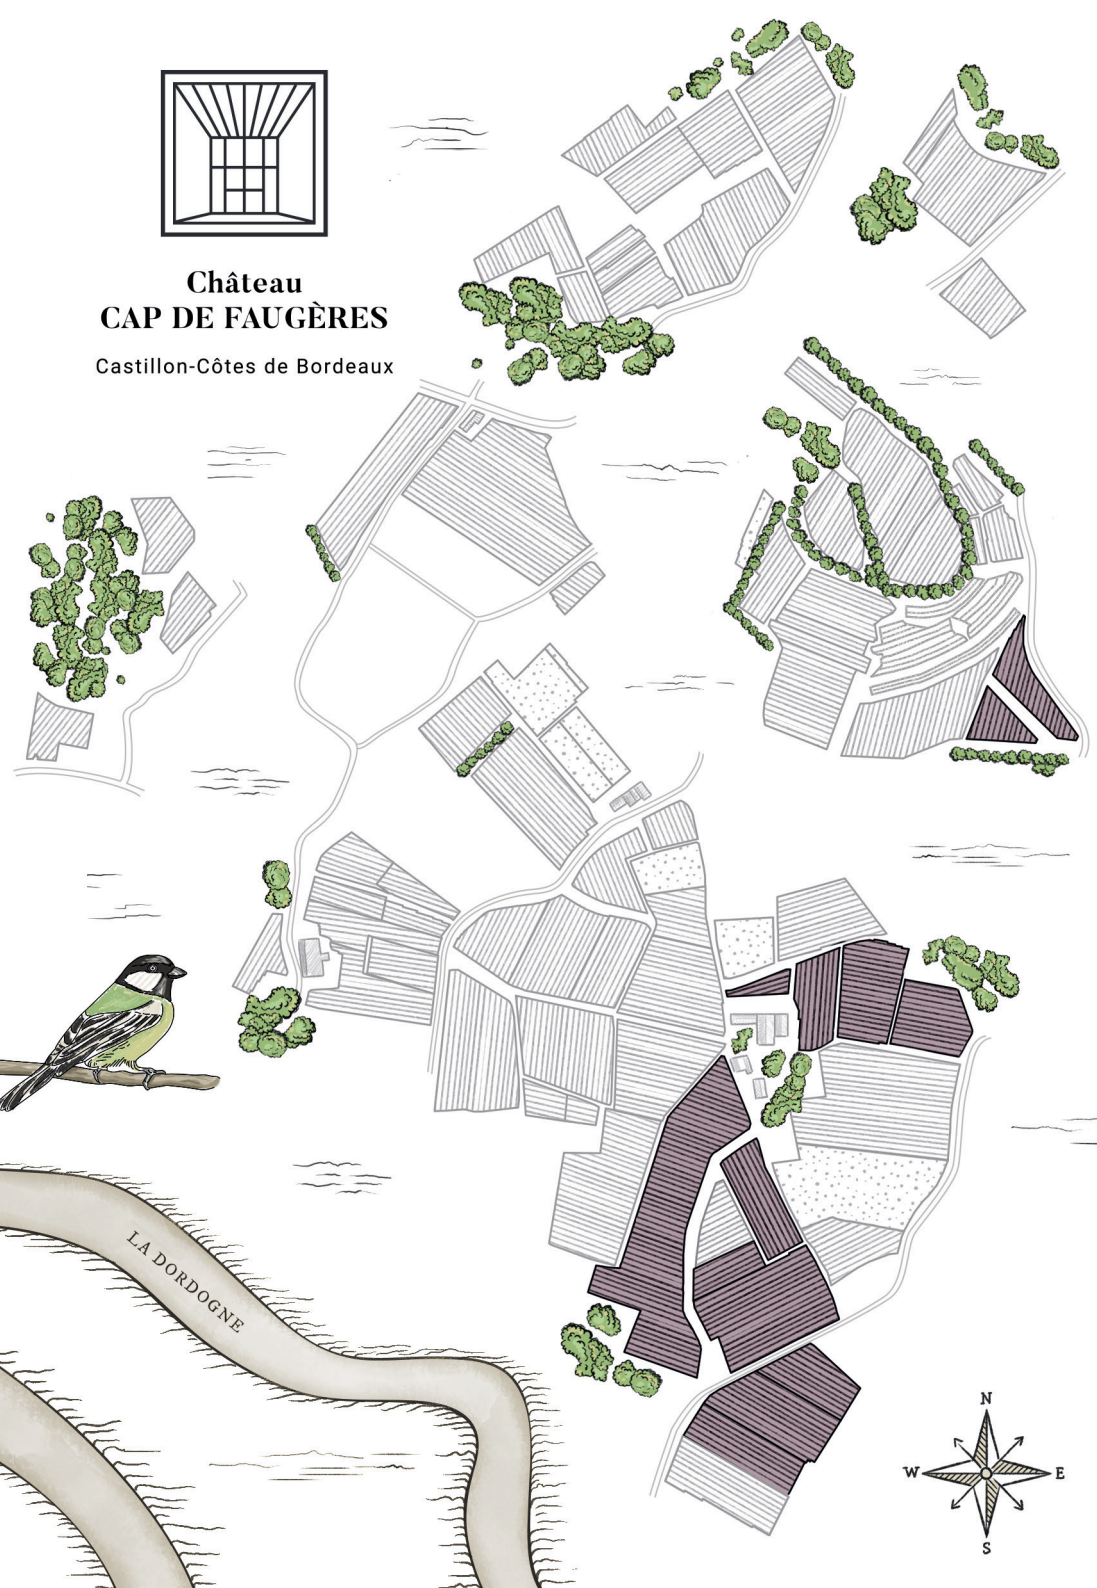 Château
CAP DE FAUGÈRES
Castillon-Côtes de Bordeaux
LA DORDOGNE
N
W E
S